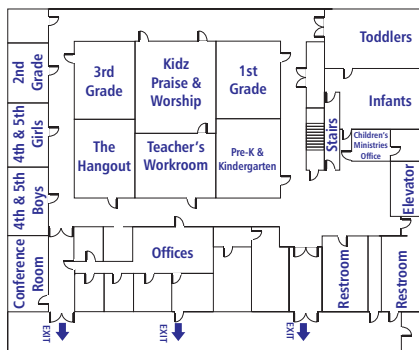 Toddlers
2nd
Grade
3rd
Grade
Kidz
Praise &
Worship
1st
Grade
Infants
4th & 5th
Girls
The
Hangout
Teacher's
Workroom
Pre-K &
Kindergarten
Stairs
Children's
Ministries
Office
4th & 5th
Boys
Elevator
Conference
Room
Offices
Restroom
Restroom
EXIT
EXIT
EXIT